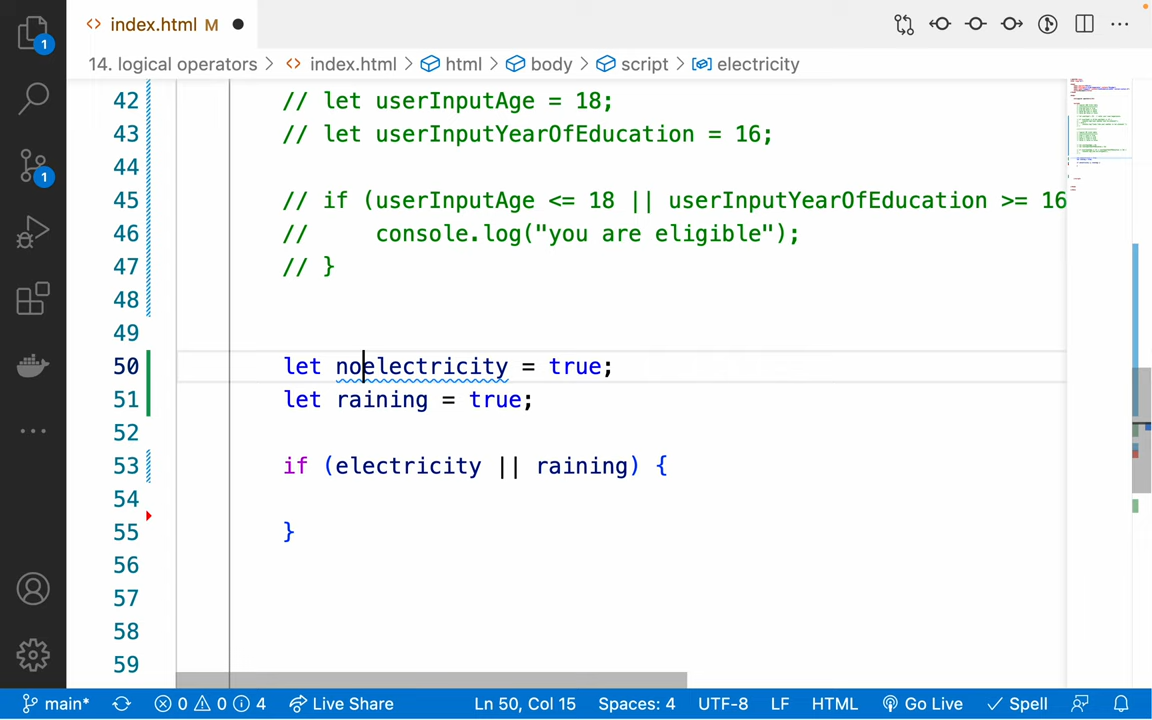 index.html M
14. logical operators > index.html > html > body > script > electricity
42 // let userInputAge = 18;
43 // let userInputYearOfEducation = 16;
44
45 // if (userInputAge <= 18 || userInputYearOfEducation >= 16
46 // console.log("you are eligible");
47 // }
48
49
50 let noelectricity = true;
51 let raining = true;
52
53 if (electricity || raining) {
54
55 }
56
57
58
59
1
1
main* 0 0 4 Live Share Ln 50, Col 15 Spaces: 4 UTF-8 LF HTML Go Live Spell